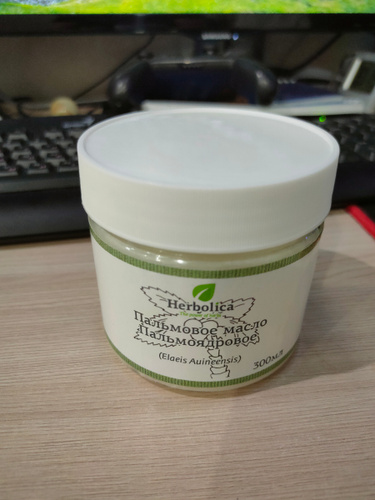 Herbolica
Пальмовое масло
Пальмоядровое
(Elaeis Auineensis)
300мл